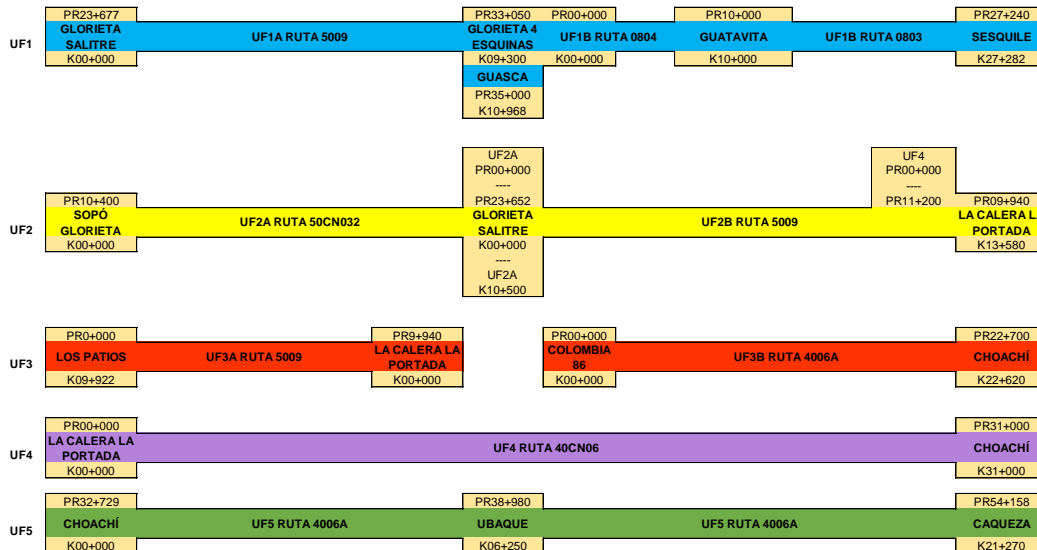 PR23+677 PR33+050 PR00+000 PR10+000 PR27+240
UF1 GLORIETA SALITRE UF1A RUTA 5009 GLORIETA 4 ESQUINAS UF1B RUTA 0804 GUATAVITA UF1B RUTA 0803 SESQUILE
K00+000 K09+300 K00+000 K10+000 K27+282
GUASCA
PR35+000
K10+968
UF2A UF4
PR00+000 PR00+000
---- ----
PR10+400 PR23+652 PR11+200 PR09+940
UF2 SOPÓ GLORIETA UF2A RUTA 50CN032 GLORIETA SALITRE UF2B RUTA 5009 LA CALERA L PORTADA
K00+000 K00+000 K13+580
----
UF2A
K10+500
PR0+000 PR9+940 PR00+000 PR22+700
UF3 LOS PATIOS UF3A RUTA 5009 LA CALERA LA PORTADA COLOMBIA 86 UF3B RUTA 4006A CHOACHÍ
K09+922 K00+000 K00+000 K22+620
PR00+000 PR31+000
UF4 LA CALERA LA PORTADA UF4 RUTA 40CN06 CHOACHÍ
K00+000 K31+000
PR32+729 PR38+980 PR54+158
UF5 CHOACHÍ UF5 RUTA 4006A UBAQUE UF5 RUTA 4006A CAQUEZA
K00+000 K06+250 K21+270